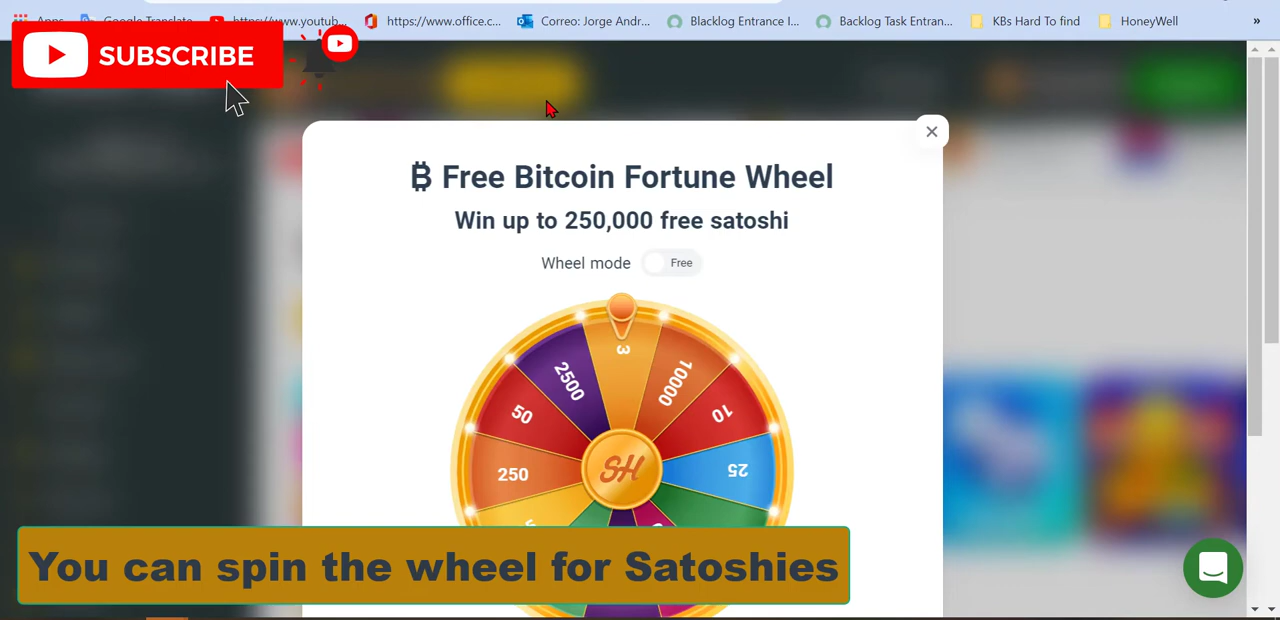 Apps
Google Translate
https://www.youtub...
https://www.office.c...
Correo: Jorge Andr...
Blacklog Entrance I...
Backlog Task Entran...
KBs Hard To find
HoneyWell
»
SUBSCRIBE
₿ Free Bitcoin Fortune Wheel
Win up to 250,000 free satoshi
Wheel mode Free
3
2500
10000
50
10
250
25
SH
You can spin the wheel for Satoshies